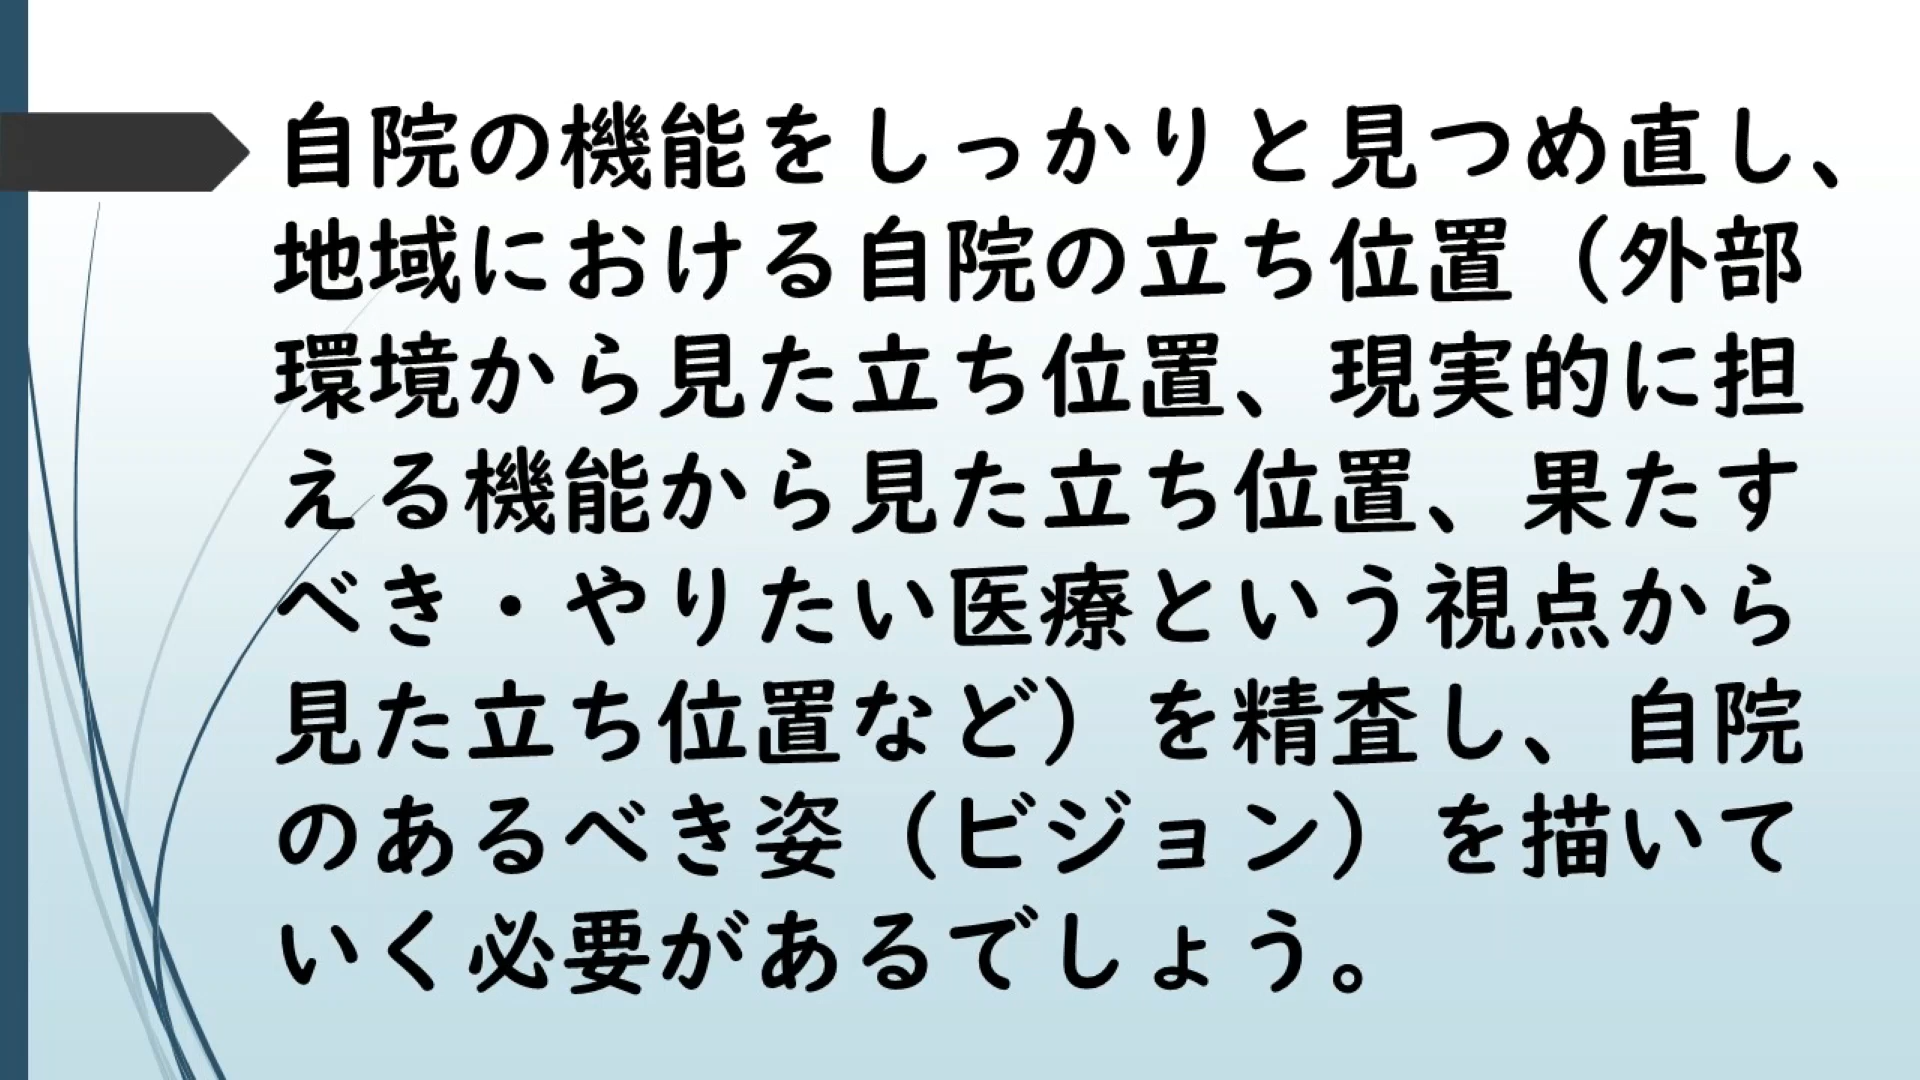 自院の機能をしっかりと見つめ直し、
地域における自院の立ち位置（外部
環境から見た立ち位置、現実的に担
える機能から見た立ち位置、果たす
べき・やりたい医療という視点から
見た立ち位置など）を精査し、自院
のあるべき姿（ビジョン）を描いて
いく必要があるでしょう。